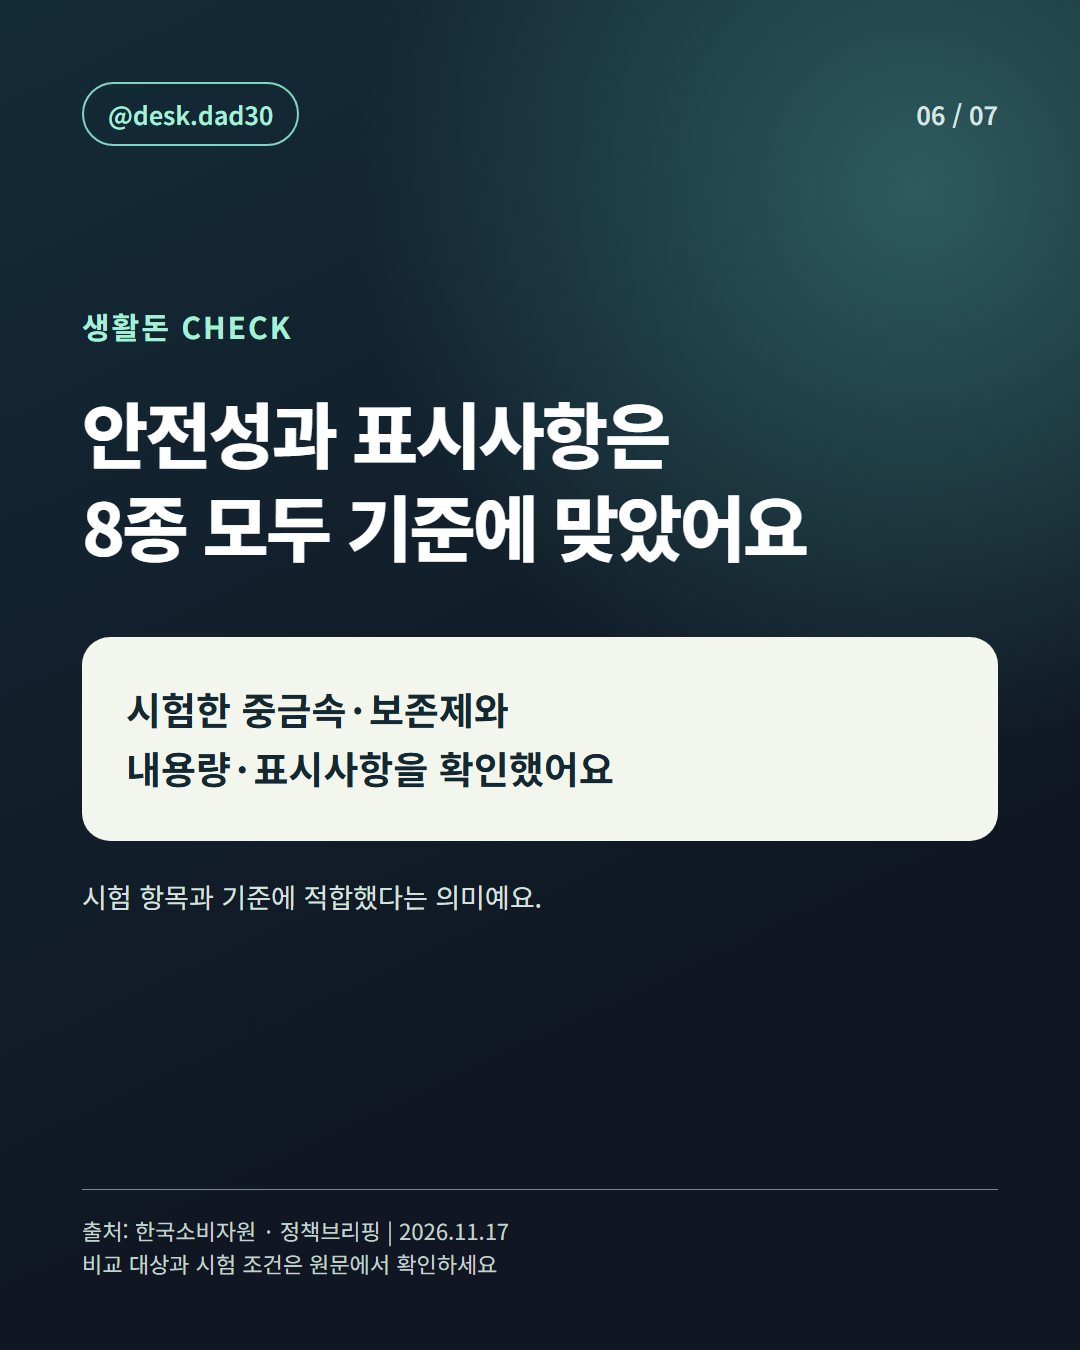 @desk.dad30
06 / 07
생활돈 CHECK
안전성과 표시사항은
8종 모두 기준에 맞았어요
시험한 중금속·보존제와
내용량·표시사항을 확인했어요
시험 항목과 기준에 적합했다는 의미예요.
출처: 한국소비자원 · 정책브리핑 | 2026.11.17
비교 대상과 시험 조건은 원문에서 확인하세요